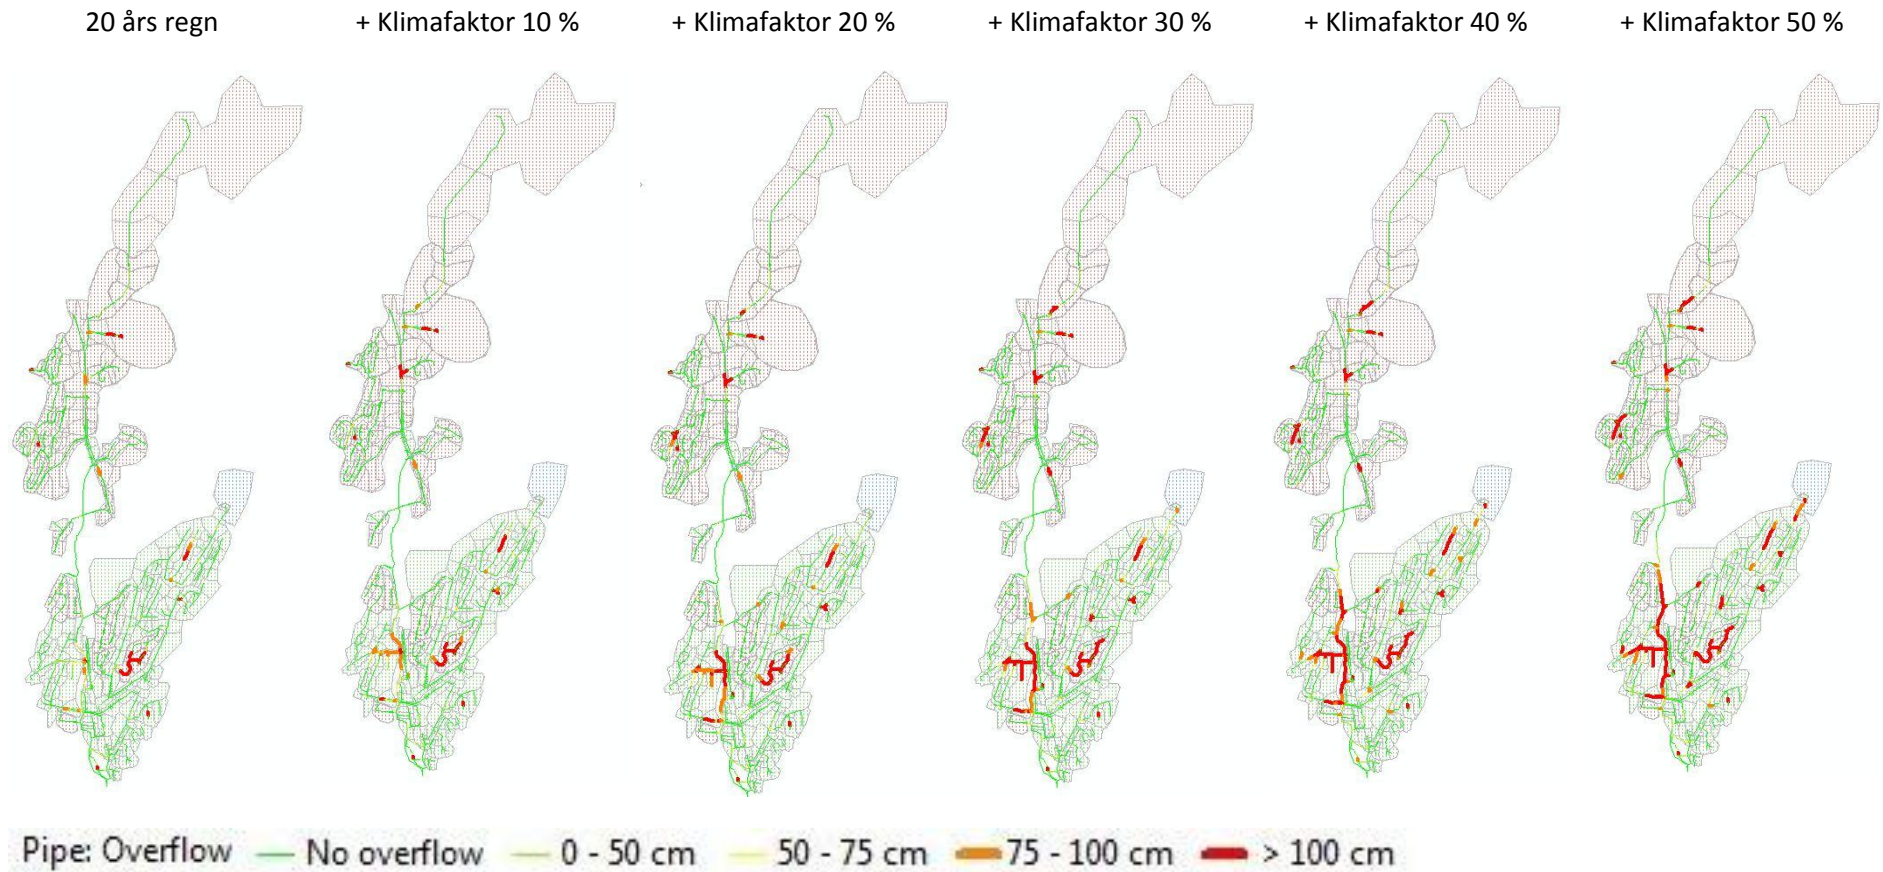 20 års regn + Klimafaktor 10 % + Klimafaktor 20 % + Klimafaktor 30 % + Klimafaktor 40 % + Klimafaktor 50 %
Pipe: Overflow No overflow 0 - 50 cm 50 - 75 cm 75 - 100 cm > 100 cm